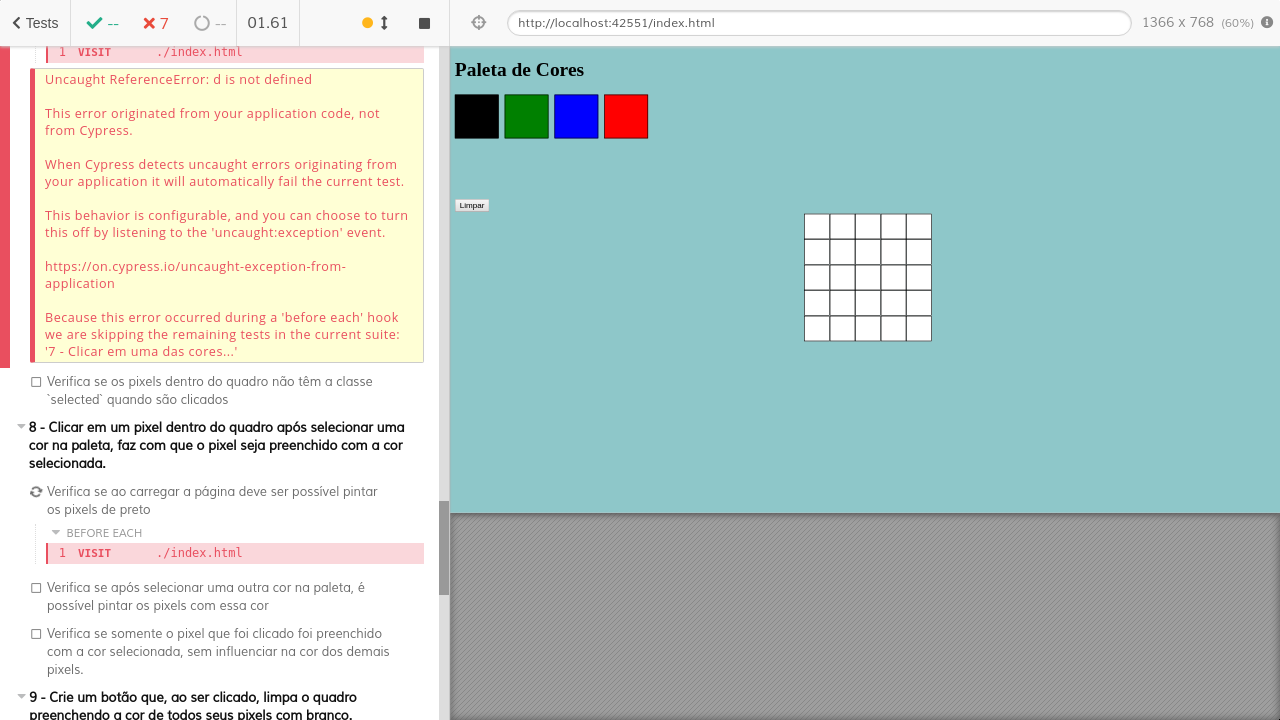 Tests
--
7
--
01.61
http://localhost:42551/index.html
1366 x 768 (60%)
1 VISIT ./index.html
Uncaught ReferenceError: d is not defined
This error originated from your application code, not
from Cypress.
When Cypress detects uncaught errors originating from
your application it will automatically fail the current test.
This behavior is configurable, and you can choose to turn
this off by listening to the 'uncaught:exception' event.
https://on.cypress.io/uncaught-exception-from-
application
Because this error occurred during a 'before each' hook
we are skipping the remaining tests in the current suite:
'7 - Clicar em uma das cores...'
Verifica se os pixels dentro do quadro não têm a classe
`selected` quando são clicados
8 - Clicar em um pixel dentro do quadro após selecionar uma
cor na paleta, faz com que o pixel seja preenchido com a cor
selecionada.
Verifica se ao carregar a página deve ser possível pintar
os pixels de preto
BEFORE EACH
1 VISIT ./index.html
Verifica se após selecionar uma outra cor na paleta, é
possível pintar os pixels com essa cor
Verifica se somente o pixel que foi clicado foi preenchido
com a cor selecionada, sem influenciar na cor dos demais
pixels.
9 - Crie um botão que, ao ser clicado, limpa o quadro
preenchendo a cor de todos seus pixels com branco.
Paleta de Cores
Limpar